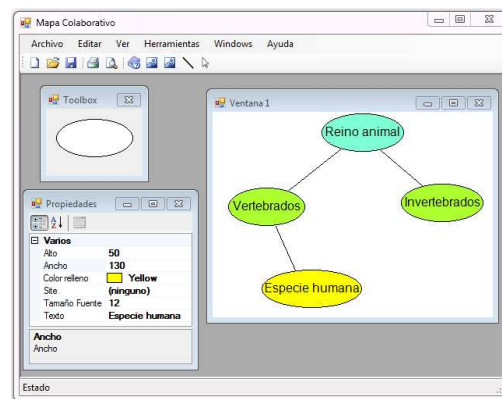 Mapa Colaborativo
Archivo Editar Ver Herramientas Windows Ayuda
Toolbox
Ventana 1
Reino animal
Vertebrados
Invertebrados
Especie humana
Propiedades
Varios
Alto 50
Ancho 130
Color relleno Yellow
Site (ninguno)
Tamaño Fuente 12
Texto Especie humana
Ancho
Ancho
Estado